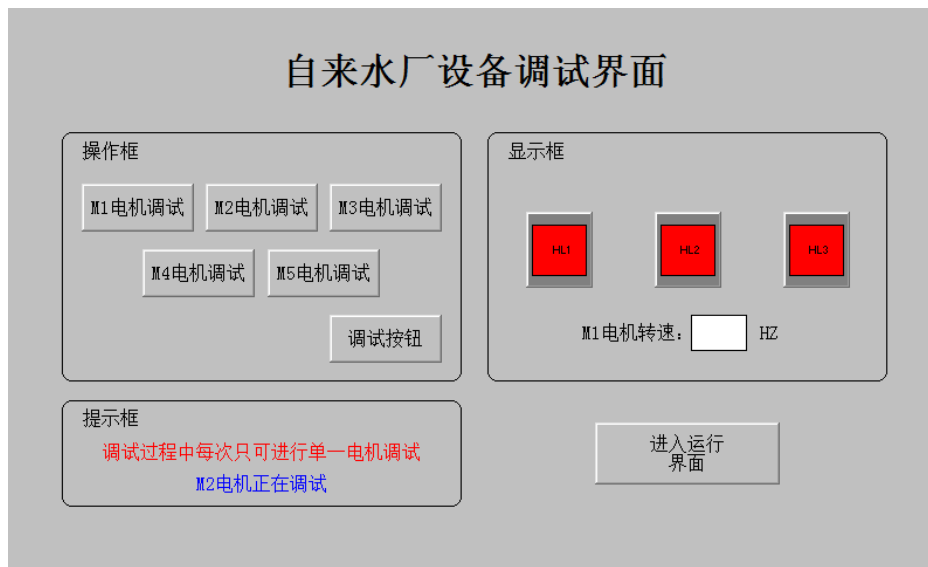 自来水厂设备调试界面
操作框
M1电机调试 M2电机调试 M3电机调试
M4电机调试 M5电机调试
调试按钮
显示框
HL1 HL2 HL3
M1电机转速: HZ
提示框
调试过程中每次只可进行单一电机调试
M2电机正在调试
进入运行
界面